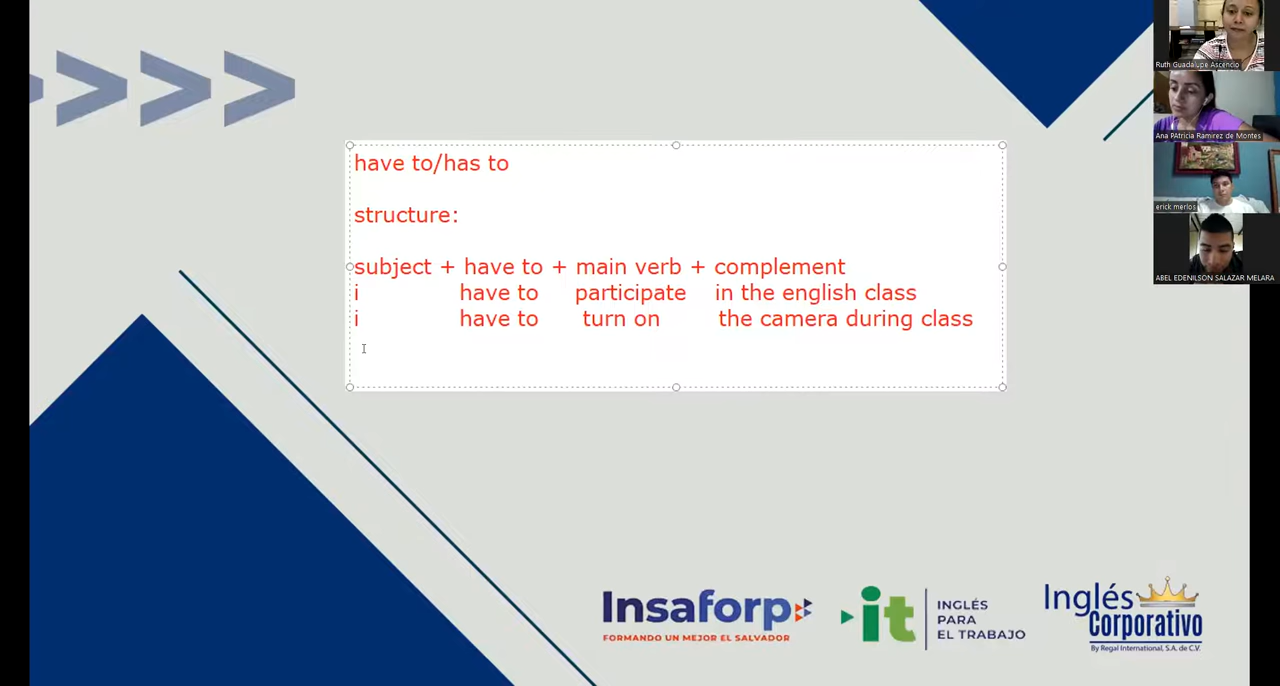 have to/has to
structure:
subject + have to + main verb + complement
i have to participate in the english class
i have to turn on the camera during class
Ruth Guadalupe Ascencio
Ana PAtricia Ramirez de Montes
erick merlos
ABEL EDENILSON SALAZAR MELARA
Insaforp
FORMANDO UN MEJOR EL SALVADOR
it
INGLÉS
PARA
EL TRABAJO
Inglés
Corporativo
By Regal International, S.A. de C.V.